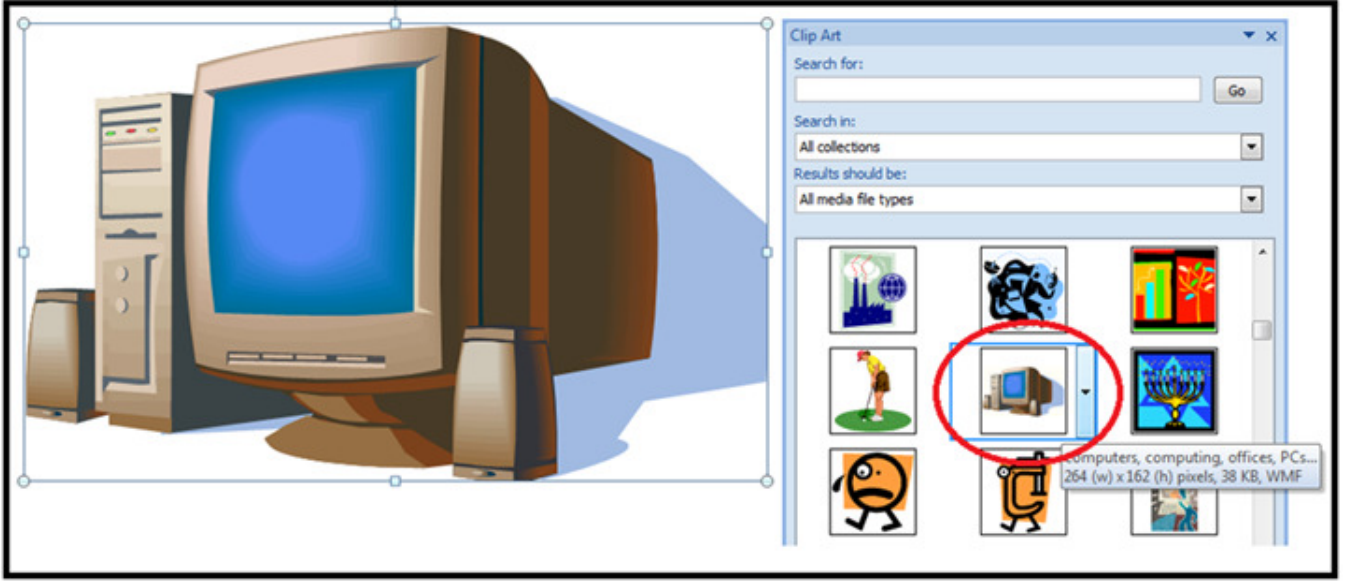 Clip Art
Search for:
Go
Search in:
All collections
Results should be:
All media file types
computers, computing, offices, PCs...
264 (w) x 162 (h) pixels, 38 KB, WMF